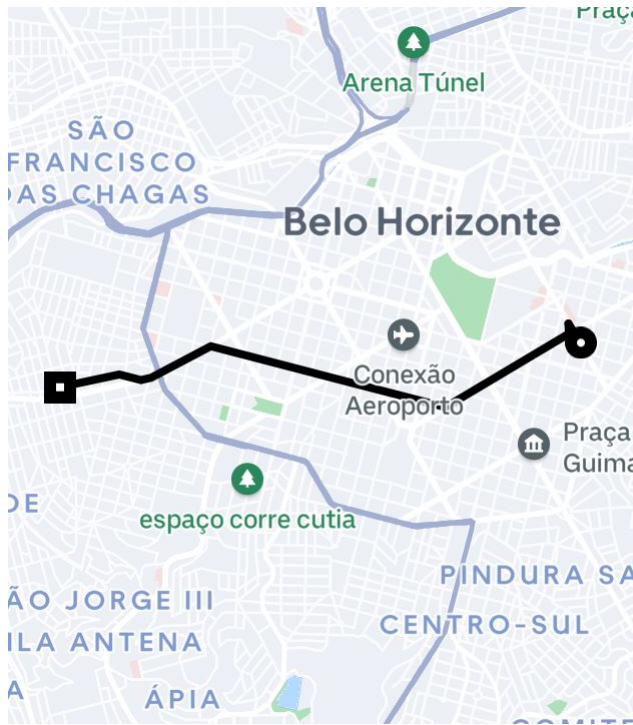 Praça
Arena Túnel
SÃO
FRANCISCO
DAS CHAGAS
Belo Horizonte
Conexão
Aeroporto
Praça
Guima
DE
espaço corre cutia
PINDURA SA
ÃO JORGE III
CENTRO-SUL
ILA ANTENA
A
ÁPIA
COMITE